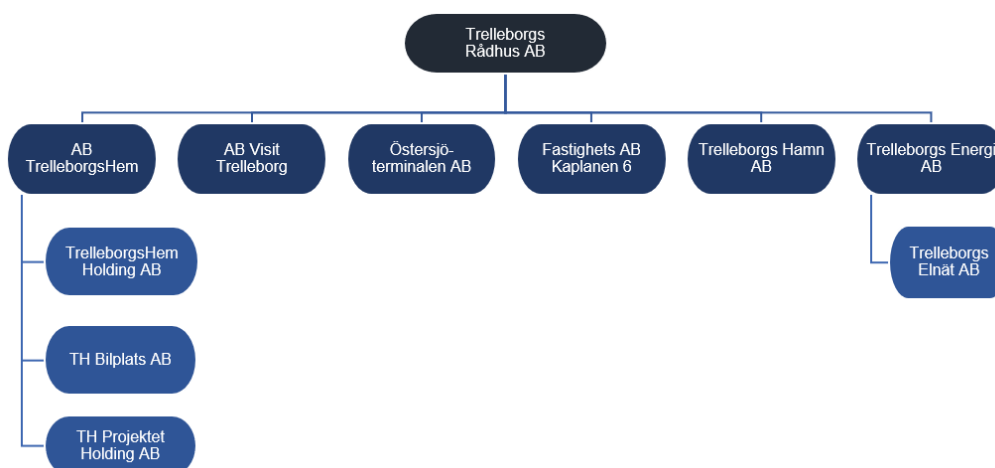 Trelleborgs
Rådhus AB
AB
TrelleborgsHem
AB Visit
Trelleborg
Östersjö-
terminalen AB
Fastighets AB
Kaplanen 6
Trelleborgs Hamn
AB
Trelleborgs Energi
AB
TrelleborgsHem
Holding AB
TH Bilplats AB
TH Projektet
Holding AB
Trelleborgs
Elnät AB